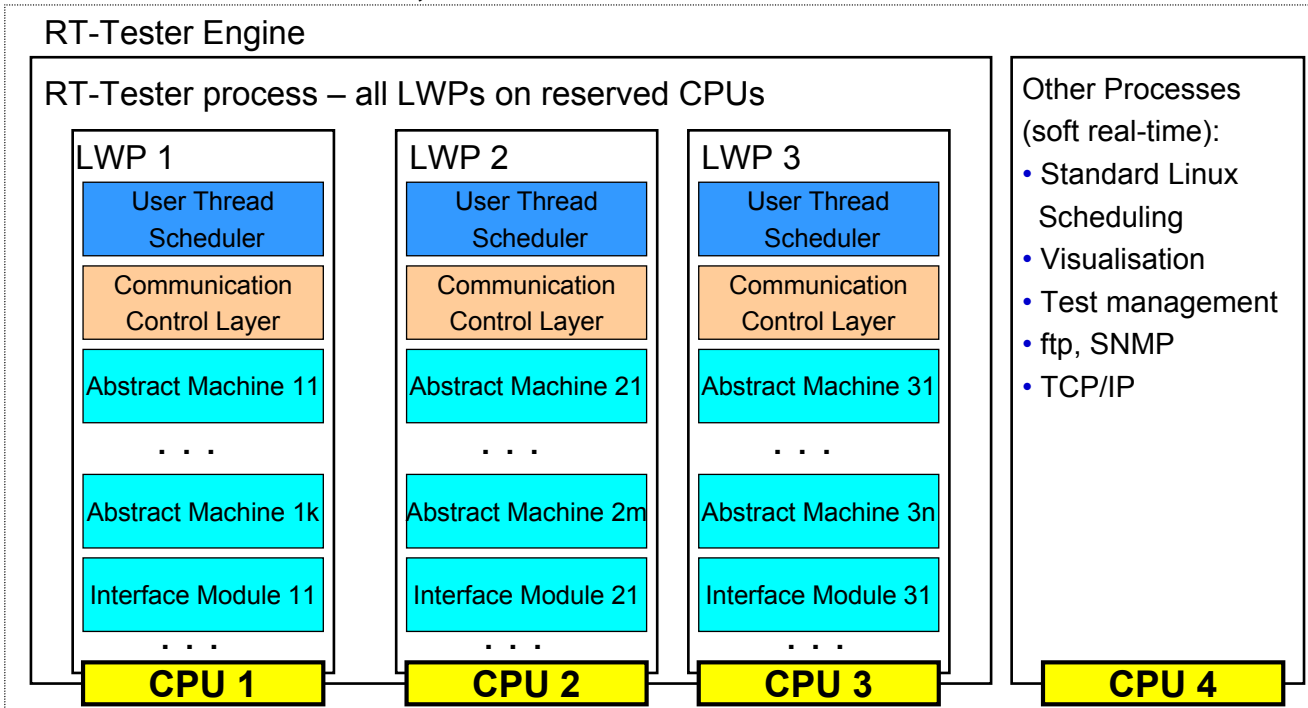 RT-Tester Engine
RT-Tester process – all LWPs on reserved CPUs
LWP 1
User Thread
Scheduler
Communication
Control Layer
Abstract Machine 11
. . .
Abstract Machine 1k
Interface Module 11
. . .
CPU 1
LWP 2
User Thread
Scheduler
Communication
Control Layer
Abstract Machine 21
. . .
Abstract Machine 2m
Interface Module 21
. . .
CPU 2
LWP 3
User Thread
Scheduler
Communication
Control Layer
Abstract Machine 31
. . .
Abstract Machine 3n
Interface Module 31
. . .
CPU 3
Other Processes
(soft real-time):
• Standard Linux
Scheduling
• Visualisation
• Test management
• ftp, SNMP
• TCP/IP
CPU 4